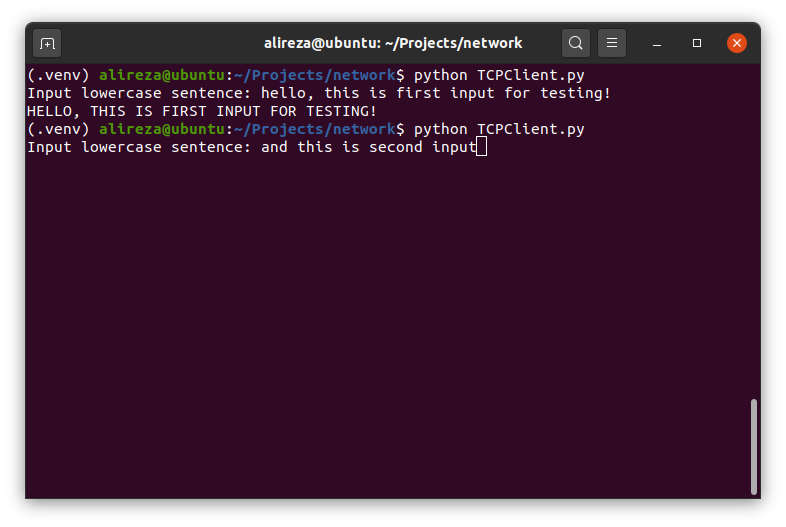 alireza@ubuntu: ~/Projects/network
(.venv) alireza@ubuntu:~/Projects/network$ python TCPClient.py
Input lowercase sentence: hello, this is first input for testing!
HELLO, THIS IS FIRST INPUT FOR TESTING!
(.venv) alireza@ubuntu:~/Projects/network$ python TCPClient.py
Input lowercase sentence: and this is second input